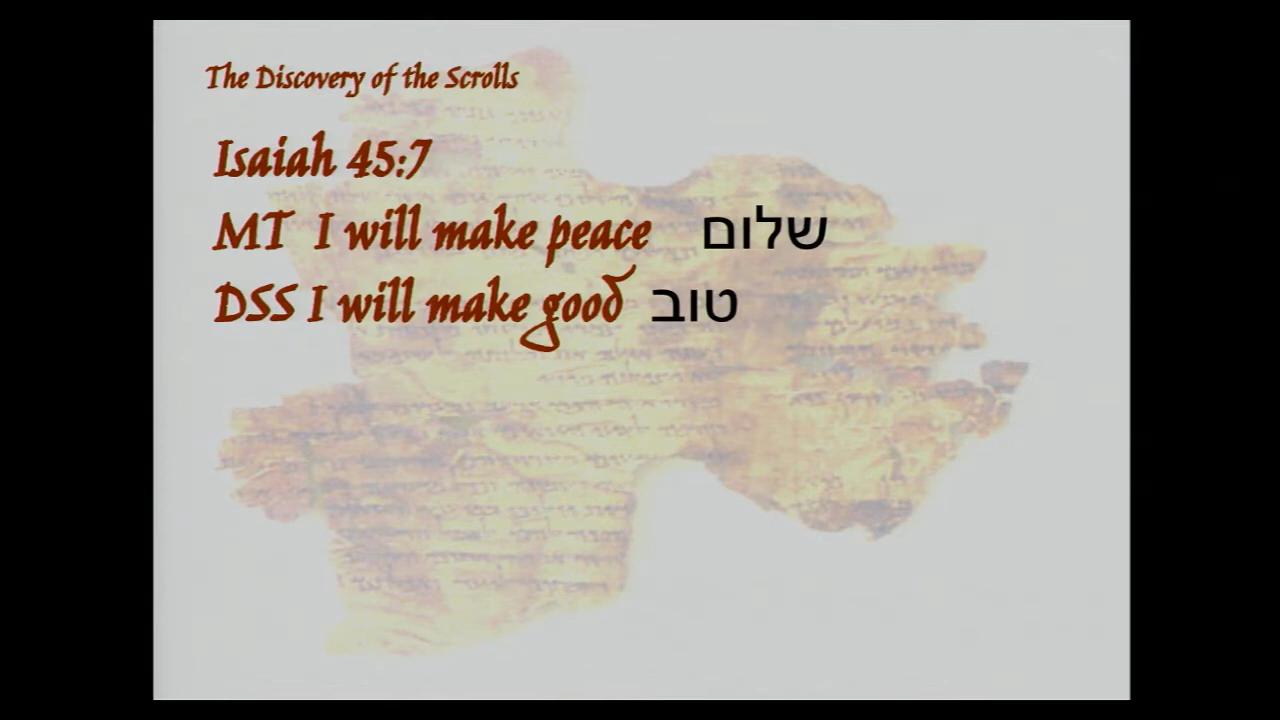 The Discovery of the Scrolls
Isaiah 45:7
MT I will make peace שלום
DSS I will make good טוב